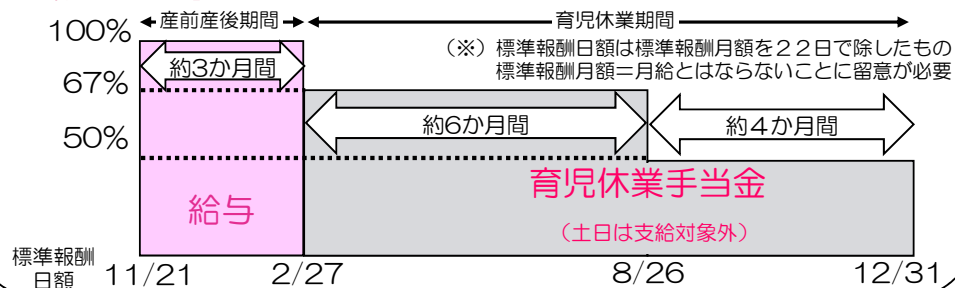 産前産後期間
育児休業期間
100%
(※)標準報酬日額は標準報酬月額を22日で除したもの
標準報酬月額=月給とはならないことに留意が必要
約3か月間
67%
約6か月間
約4か月間
50%
育児休業手当金
給与
(土日は支給対象外)
標準報酬
日額
11/21
2/27
8/26
12/31